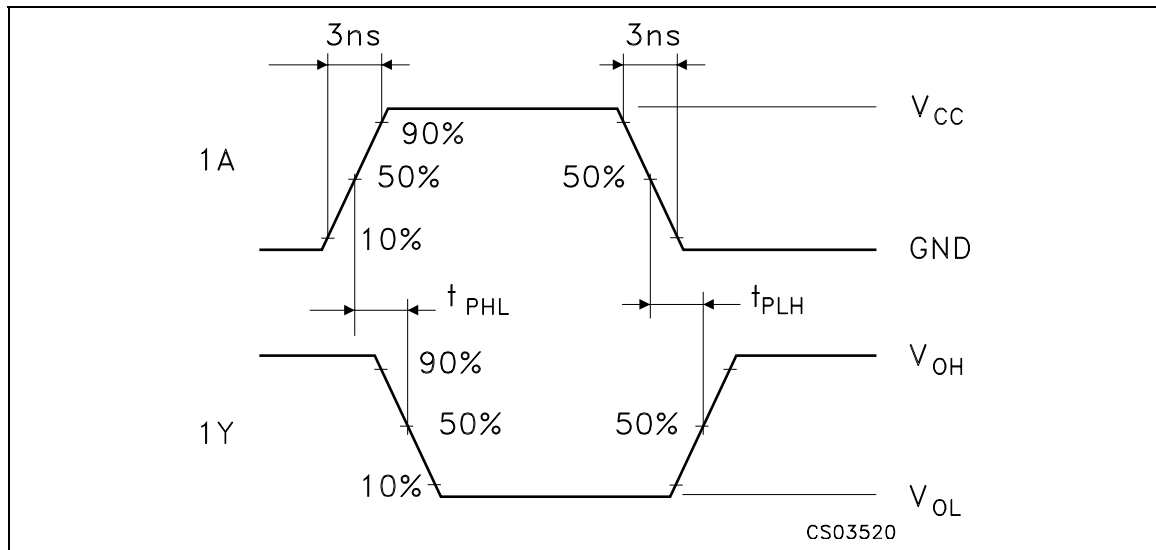 3ns 3ns
V_CC
90%
1A
50% 50%
10%
GND
t_PHL t_PLH
V_OH
90%
50% 50%
1Y
10%
V_OL
CS03520